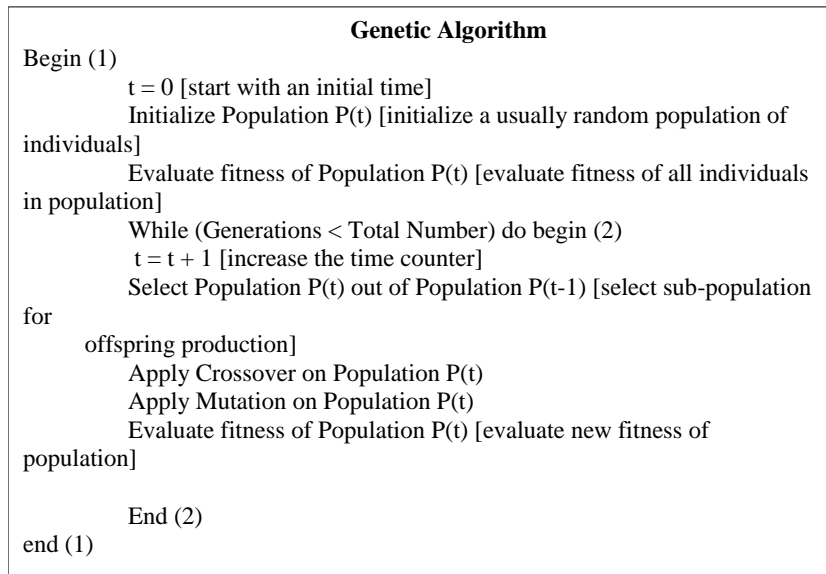 Genetic Algorithm
Begin (1)
t = 0 [start with an initial time]
Initialize Population P(t) [initialize a usually random population of
individuals]
Evaluate fitness of Population P(t) [evaluate fitness of all individuals
in population]
While (Generations < Total Number) do begin (2)
t = t + 1 [increase the time counter]
Select Population P(t) out of Population P(t-1) [select sub-population
for
offspring production]
Apply Crossover on Population P(t)
Apply Mutation on Population P(t)
Evaluate fitness of Population P(t) [evaluate new fitness of
population]
End (2)
end (1)